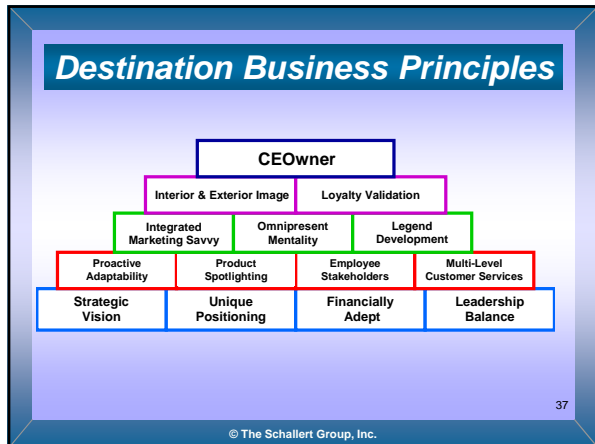 Destination Business Principles
CEOwner
Interior & Exterior Image
Loyalty Validation
Integrated
Marketing Savvy
Omnipresent
Mentality
Legend
Development
Proactive
Adaptability
Product
Spotlighting
Employee
Stakeholders
Multi-Level
Customer Services
Strategic
Vision
Unique
Positioning
Financially
Adept
Leadership
Balance
37
© The Schallert Group, Inc.